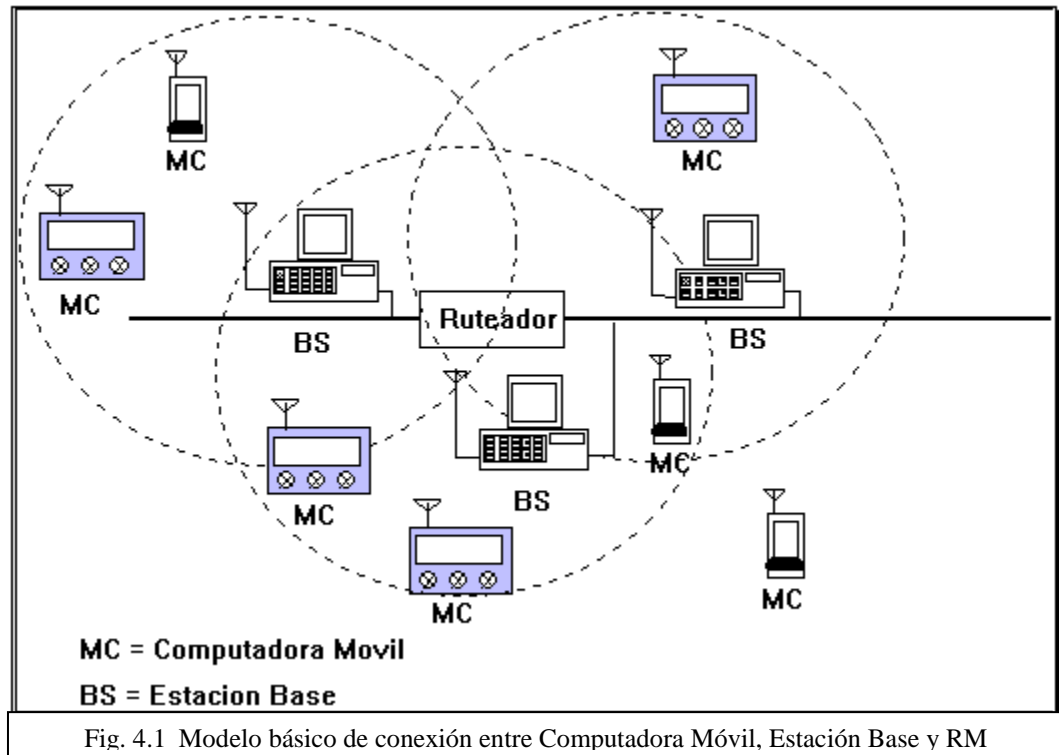 MC
MC
MC
BS
Ruteador
BS
MC
BS
MC
MC
MC
MC = Computadora Movil
BS = Estacion Base
Fig. 4.1 Modelo básico de conexión entre Computadora Móvil, Estación Base y RM